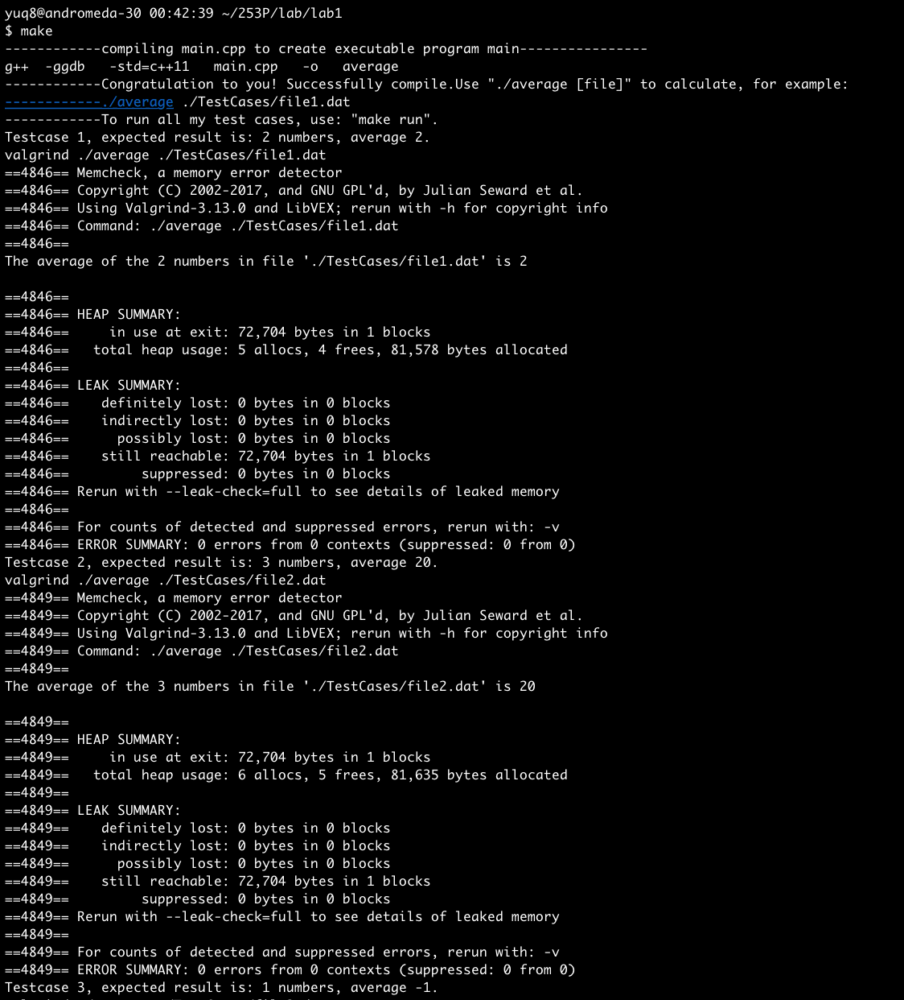 yuq8@andromeda-30 00:42:39 ~/253P/lab/lab1
$ make
------------compiling main.cpp to create executable program main----------------
g++  -ggdb   -std=c++11   main.cpp   -o   average
------------Congratulation to you! Successfully compile.Use "./average [file]" to calculate, for example:
------------./average ./TestCases/file1.dat
------------To run all my test cases, use: "make run".
Testcase 1, expected result is: 2 numbers, average 2.
valgrind ./average ./TestCases/file1.dat
==4846== Memcheck, a memory error detector
==4846== Copyright (C) 2002-2017, and GNU GPL'd, by Julian Seward et al.
==4846== Using Valgrind-3.13.0 and LibVEX; rerun with -h for copyright info
==4846== Command: ./average ./TestCases/file1.dat
==4846==
The average of the 2 numbers in file './TestCases/file1.dat' is 2

==4846==
==4846== HEAP SUMMARY:
==4846==     in use at exit: 72,704 bytes in 1 blocks
==4846==   total heap usage: 5 allocs, 4 frees, 81,578 bytes allocated
==4846==
==4846== LEAK SUMMARY:
==4846==    definitely lost: 0 bytes in 0 blocks
==4846==    indirectly lost: 0 bytes in 0 blocks
==4846==      possibly lost: 0 bytes in 0 blocks
==4846==    still reachable: 72,704 bytes in 1 blocks
==4846==         suppressed: 0 bytes in 0 blocks
==4846== Rerun with --leak-check=full to see details of leaked memory
==4846==
==4846== For counts of detected and suppressed errors, rerun with: -v
==4846== ERROR SUMMARY: 0 errors from 0 contexts (suppressed: 0 from 0)
Testcase 2, expected result is: 3 numbers, average 20.
valgrind ./average ./TestCases/file2.dat
==4849== Memcheck, a memory error detector
==4849== Copyright (C) 2002-2017, and GNU GPL'd, by Julian Seward et al.
==4849== Using Valgrind-3.13.0 and LibVEX; rerun with -h for copyright info
==4849== Command: ./average ./TestCases/file2.dat
==4849==
The average of the 3 numbers in file './TestCases/file2.dat' is 20

==4849==
==4849== HEAP SUMMARY:
==4849==     in use at exit: 72,704 bytes in 1 blocks
==4849==   total heap usage: 6 allocs, 5 frees, 81,635 bytes allocated
==4849==
==4849== LEAK SUMMARY:
==4849==    definitely lost: 0 bytes in 0 blocks
==4849==    indirectly lost: 0 bytes in 0 blocks
==4849==      possibly lost: 0 bytes in 0 blocks
==4849==    still reachable: 72,704 bytes in 1 blocks
==4849==         suppressed: 0 bytes in 0 blocks
==4849== Rerun with --leak-check=full to see details of leaked memory
==4849==
==4849== For counts of detected and suppressed errors, rerun with: -v
==4849== ERROR SUMMARY: 0 errors from 0 contexts (suppressed: 0 from 0)
Testcase 3, expected result is: 1 numbers, average -1.